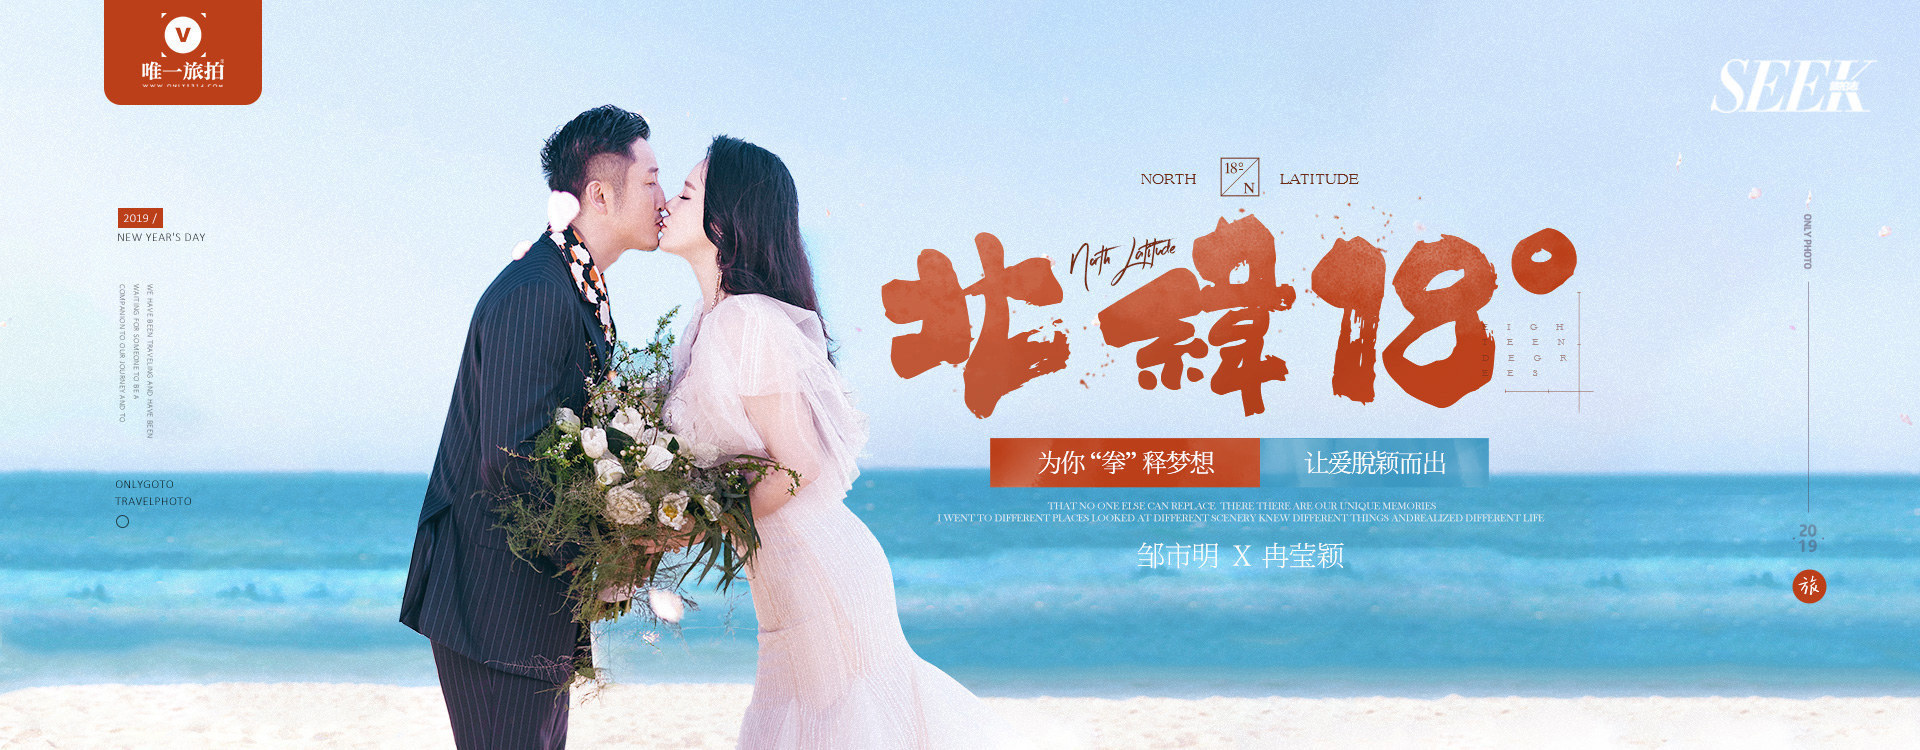 V
唯一旅拍
SEEK
NORTH
18º
N
LATITUDE
2019 /
NEW YEAR'S DAY
ONLY PHOTO
北緯18°
North Latitude
WE HAVE BEEN TRAVELING AND HAVE BEEN
WAITING FOR SOMEONE TO BE A
COMPANION TO OUR JOURNEY AND TO
为你“拳”释梦想
让爱脫颖而出
ONLYGOTO
TRAVELPHOTO
THAT NO ONE ELSE CAN REPLACE THERE THERE ARE OUR UNIQUE MEMORIES
I WENT TO DIFFERENT PLACES LOOKED AT DIFFERENT SCENERY KNEW DIFFERENT THINGS ANDREALIZED DIFFERENT LIFE
邹市明 X 冉莹颖
20
19
旅